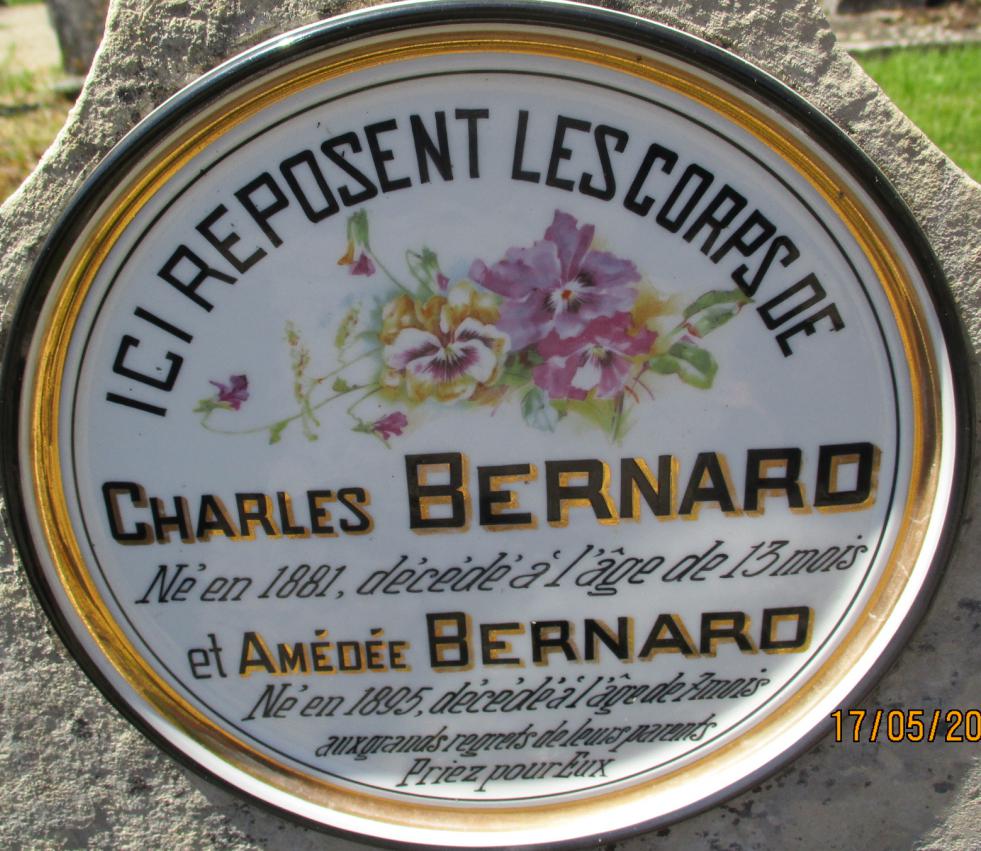 ICI REPOSENT LES CORPS DE
CHARLES BERNARD
Né en 1881, décédé à l'âge de 13 mois
et AMÉDÉE BERNARD
Né en 1895, décédé à l'âge de 7 mois
aux grands regrets de leurs parents
Priez pour Eux
17/05/20